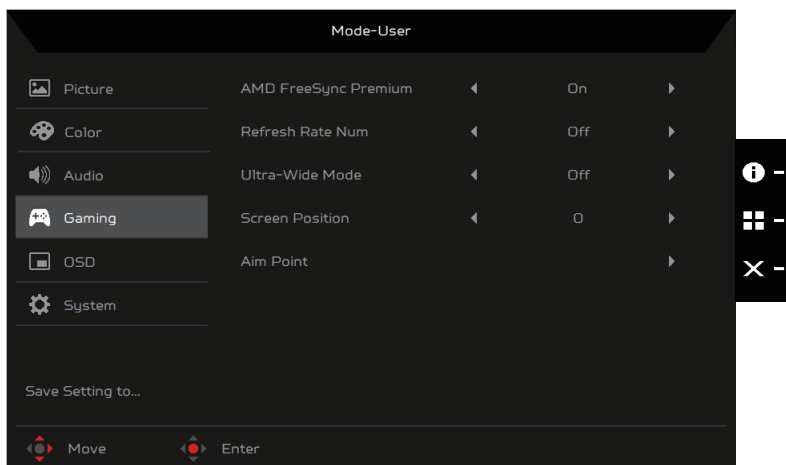 Mode-User
Picture
AMD FreeSync Premium On
Color
Refresh Rate Num Off
Audio
Ultra-Wide Mode Off
Gaming
Screen Position 0
OSD
Aim Point
System
Save Setting to...
Move Enter